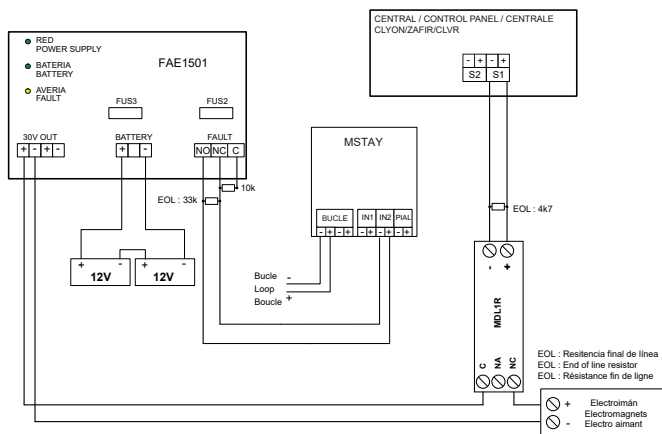 RED
POWER SUPPLY
BATERIA
BATTERY
AVERIA
FAULT
FAE1501
FUS3
FUS2
30V OUT
BATTERY
FAULT
+ - + -
+ -
NO NC C
10k
EOL : 33k
+ - + -
12V 12V
MSTAY
BUCLE IN1 IN2 PIAL
- + - + - + - + - +
Bucle -
Loop
Boucle +
CENTRAL / CONTROL PANEL / CENTRALE
CLYON/ZAFIR/CLVR
- + - +
S2 S1
EOL : 4k7
- +
MDL1R
C NA NC
EOL : Resitencia final de línea
EOL : End of line resistor
EOL : Résistance fin de ligne
+ Electroimán
Electromagnets
- Electro aimant